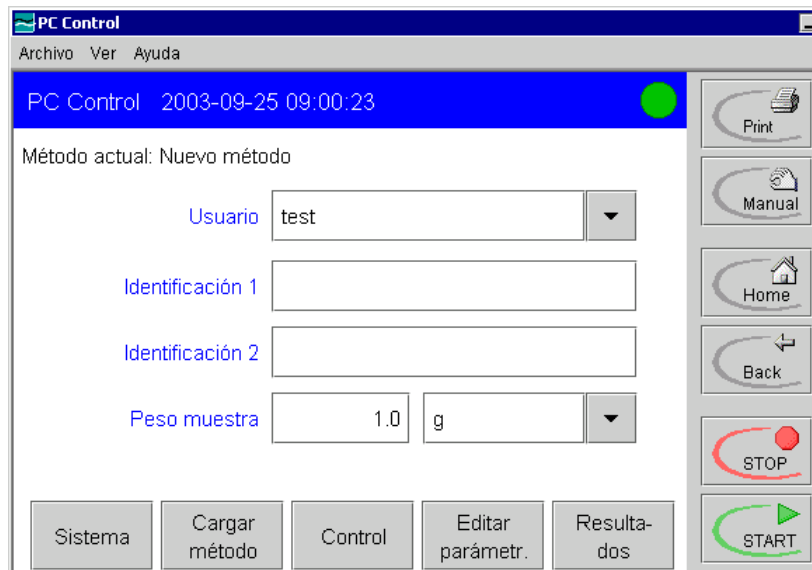 PC Control
Archivo Ver Ayuda
PC Control 2003-09-25 09:00:23
Método actual: Nuevo método
Usuario test
Identificación 1
Identificación 2
Peso muestra 1.0 g
Sistema
Cargar
método
Control
Editar
parámetr.
Resulta-
dos
Print
Manual
Home
Back
STOP
START